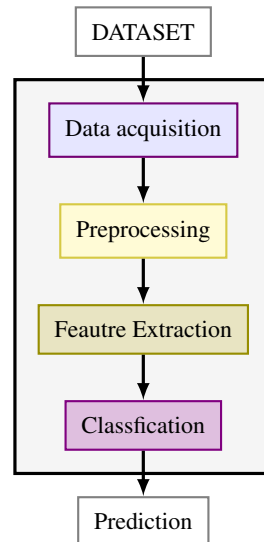 DATASET
Data acquisition
Preprocessing
Feautre Extraction
Classfication
Prediction